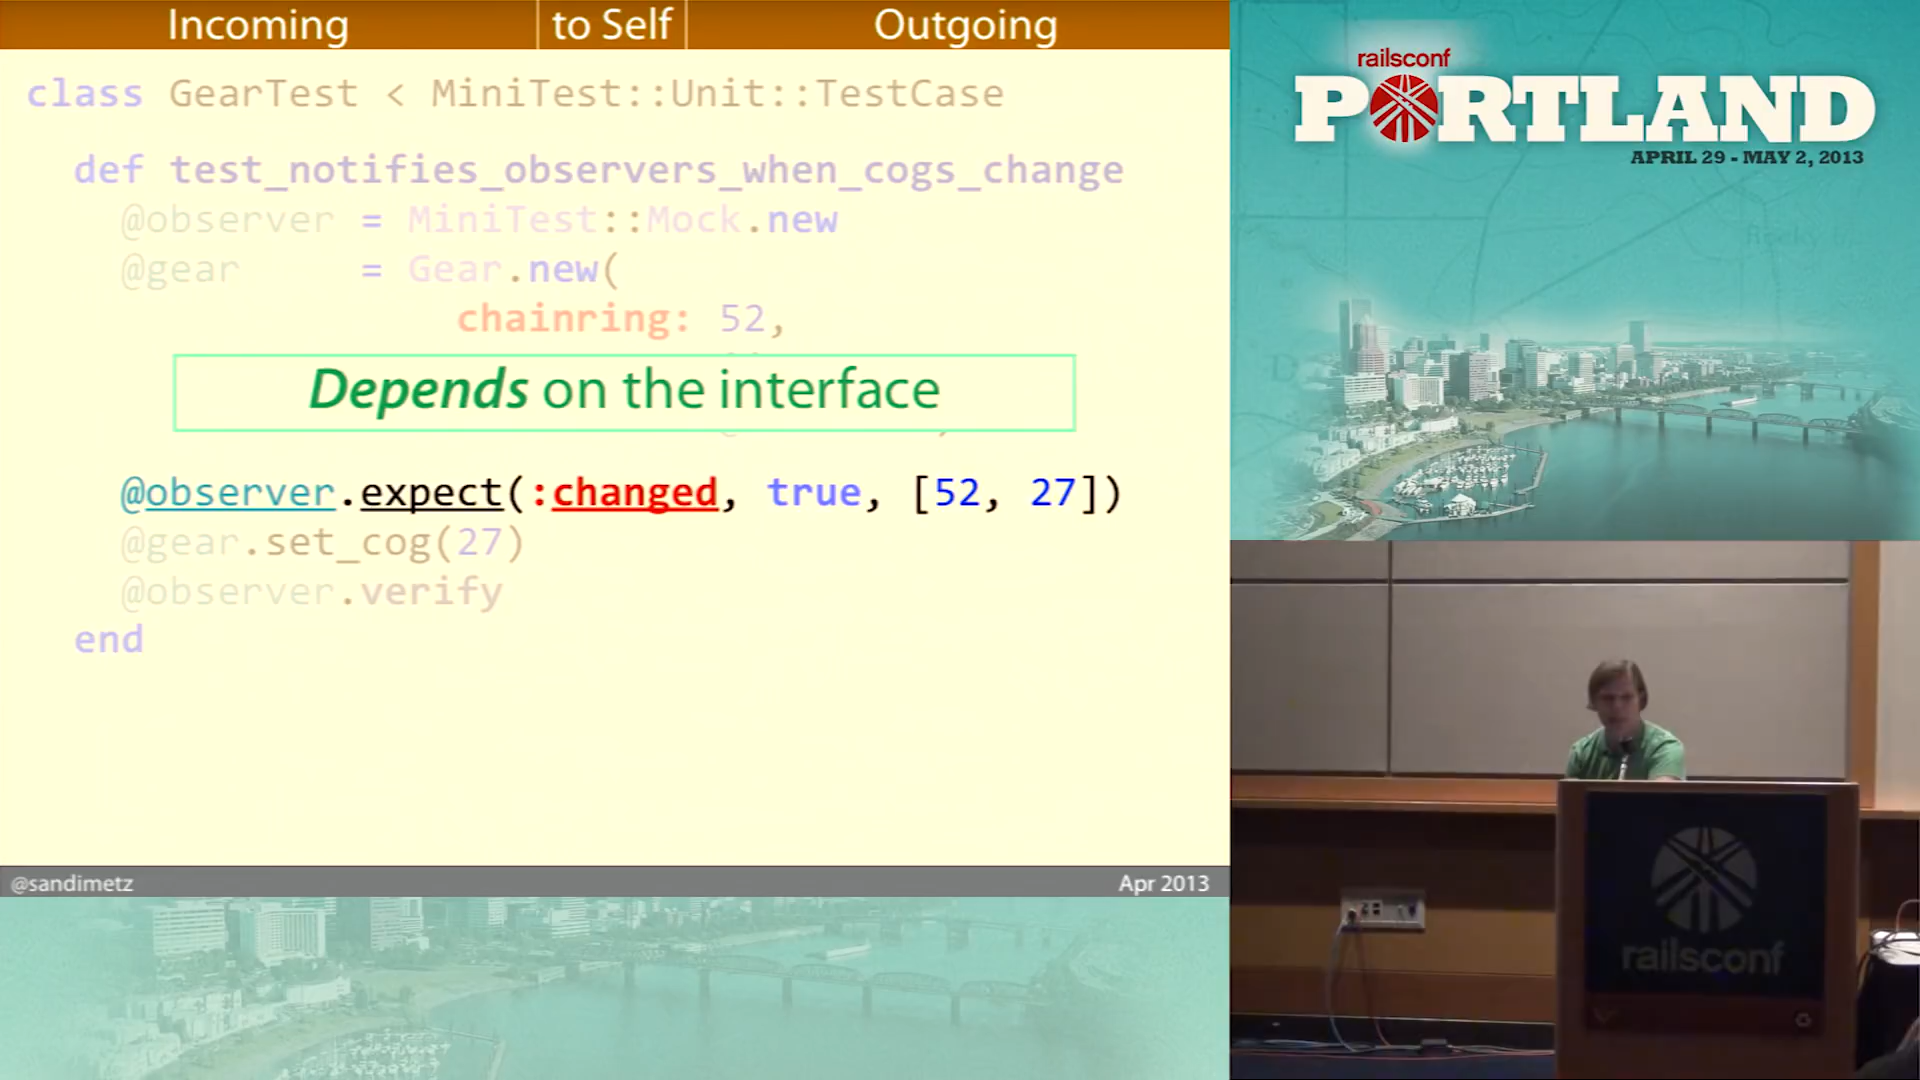 Incoming
to Self
Outgoing
class GearTest < MiniTest::Unit::TestCase
def test_notifies_observers_when_cogs_change
@observer = MiniTest::Mock.new
@gear = Gear.new(
chainring: 52,
Depends on the interface
@observer.expect(:changed, true, [52, 27])
@gear.set_cog(27)
@observer.verify
end
@sandimetz
Apr 2013
railsconf
PORTLAND
APRIL 29 - MAY 2, 2013
railsconf